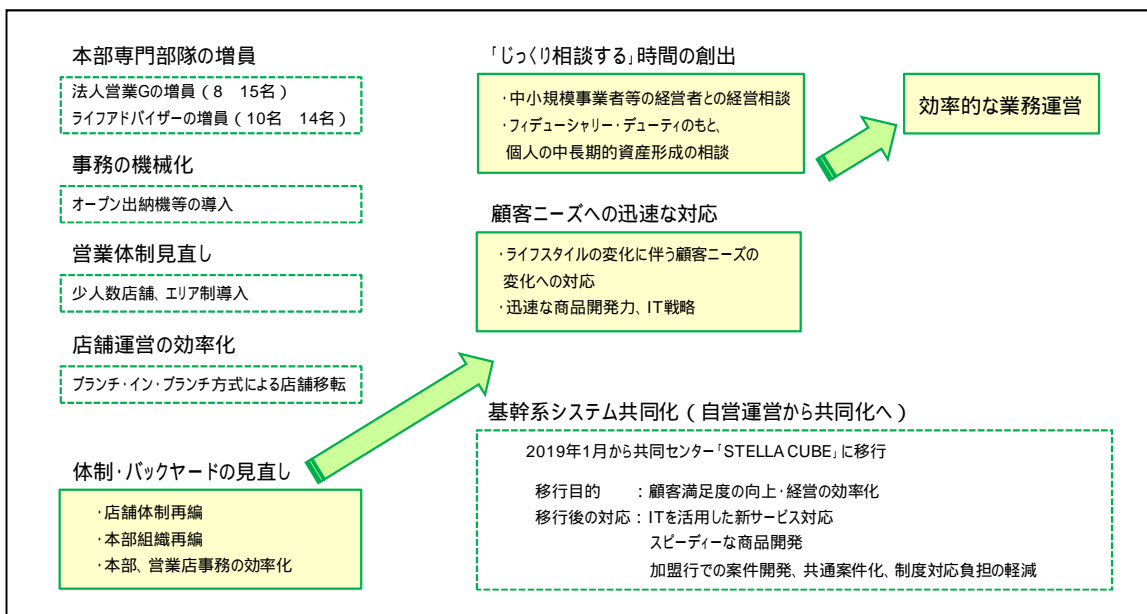 本部専門部隊の増員
法人営業Gの増員（8　15名）
ライフアドバイザーの増員（10名　14名）
事務の機械化
オープン出納機等の導入
営業体制見直し
少人数店舗、エリア制導入
店舗運営の効率化
ブランチ・イン・ブランチ方式による店舗移転
体制・バックヤードの見直し
・店舗体制再編
・本部組織再編
・本部、営業店事務の効率化
「じっくり相談する」時間の創出
・中小規模事業者等の経営者との経営相談
・フィデューシャリー・デューティのもと、
個人の中長期的資産形成の相談
顧客ニーズへの迅速な対応
・ライフスタイルの変化に伴う顧客ニーズの
変化への対応
・迅速な商品開発力、IT戦略
基幹系システム共同化（自営運営から共同化へ）
2019年1月から共同センター「STELLA CUBE」に移行
移行目的　：顧客満足度の向上・経営の効率化
移行後の対応：ITを活用した新サービス対応
スピーディーな商品開発
加盟行での案件開発、共通案件化、制度対応負担の軽減
効率的な業務運営